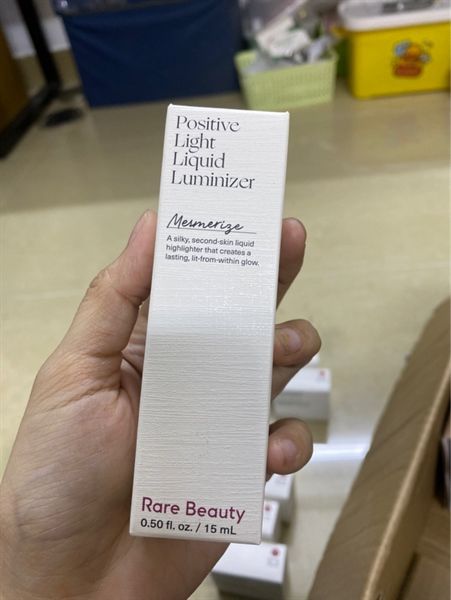 Positive
Light
Liquid
Luminizer
Mesmerize
A silky, second-skin liquid
highlighter that creates a
lasting, lit-from-within glow.
Rare Beauty
0.50 fl. oz. / 15 mL